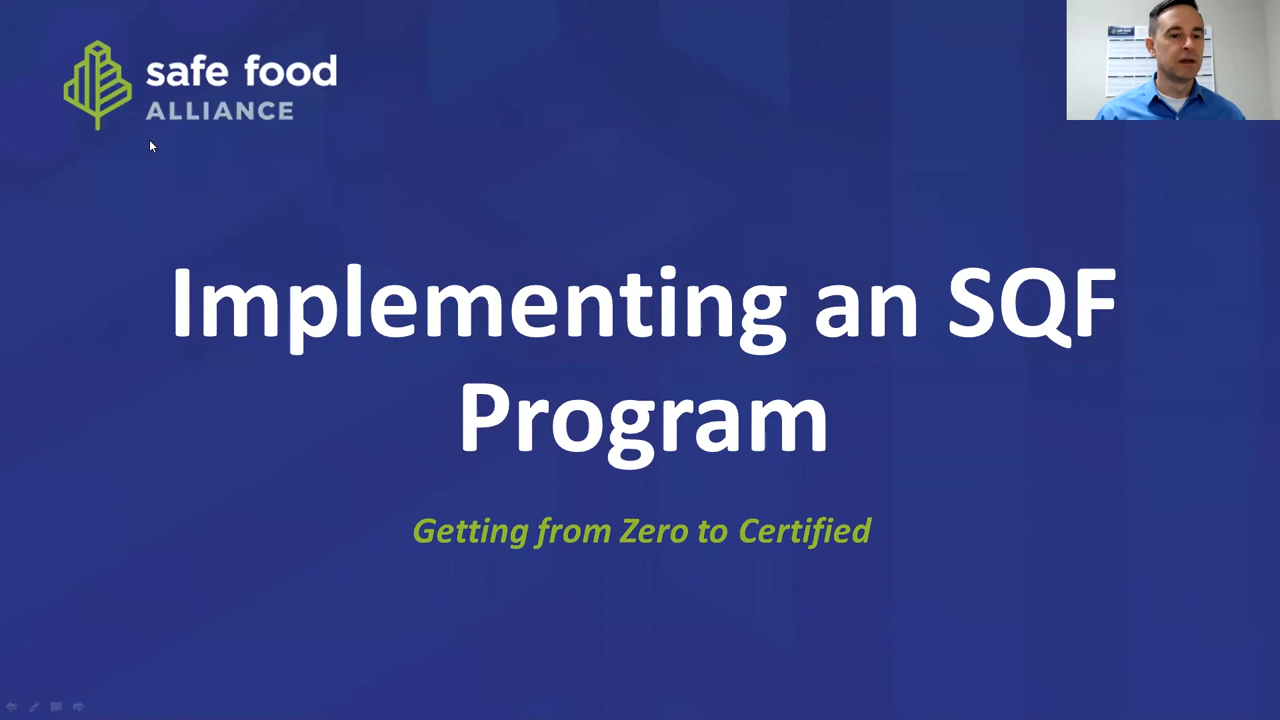 safe food
ALLIANCE
Implementing an SQF
Program
Getting from Zero to Certified